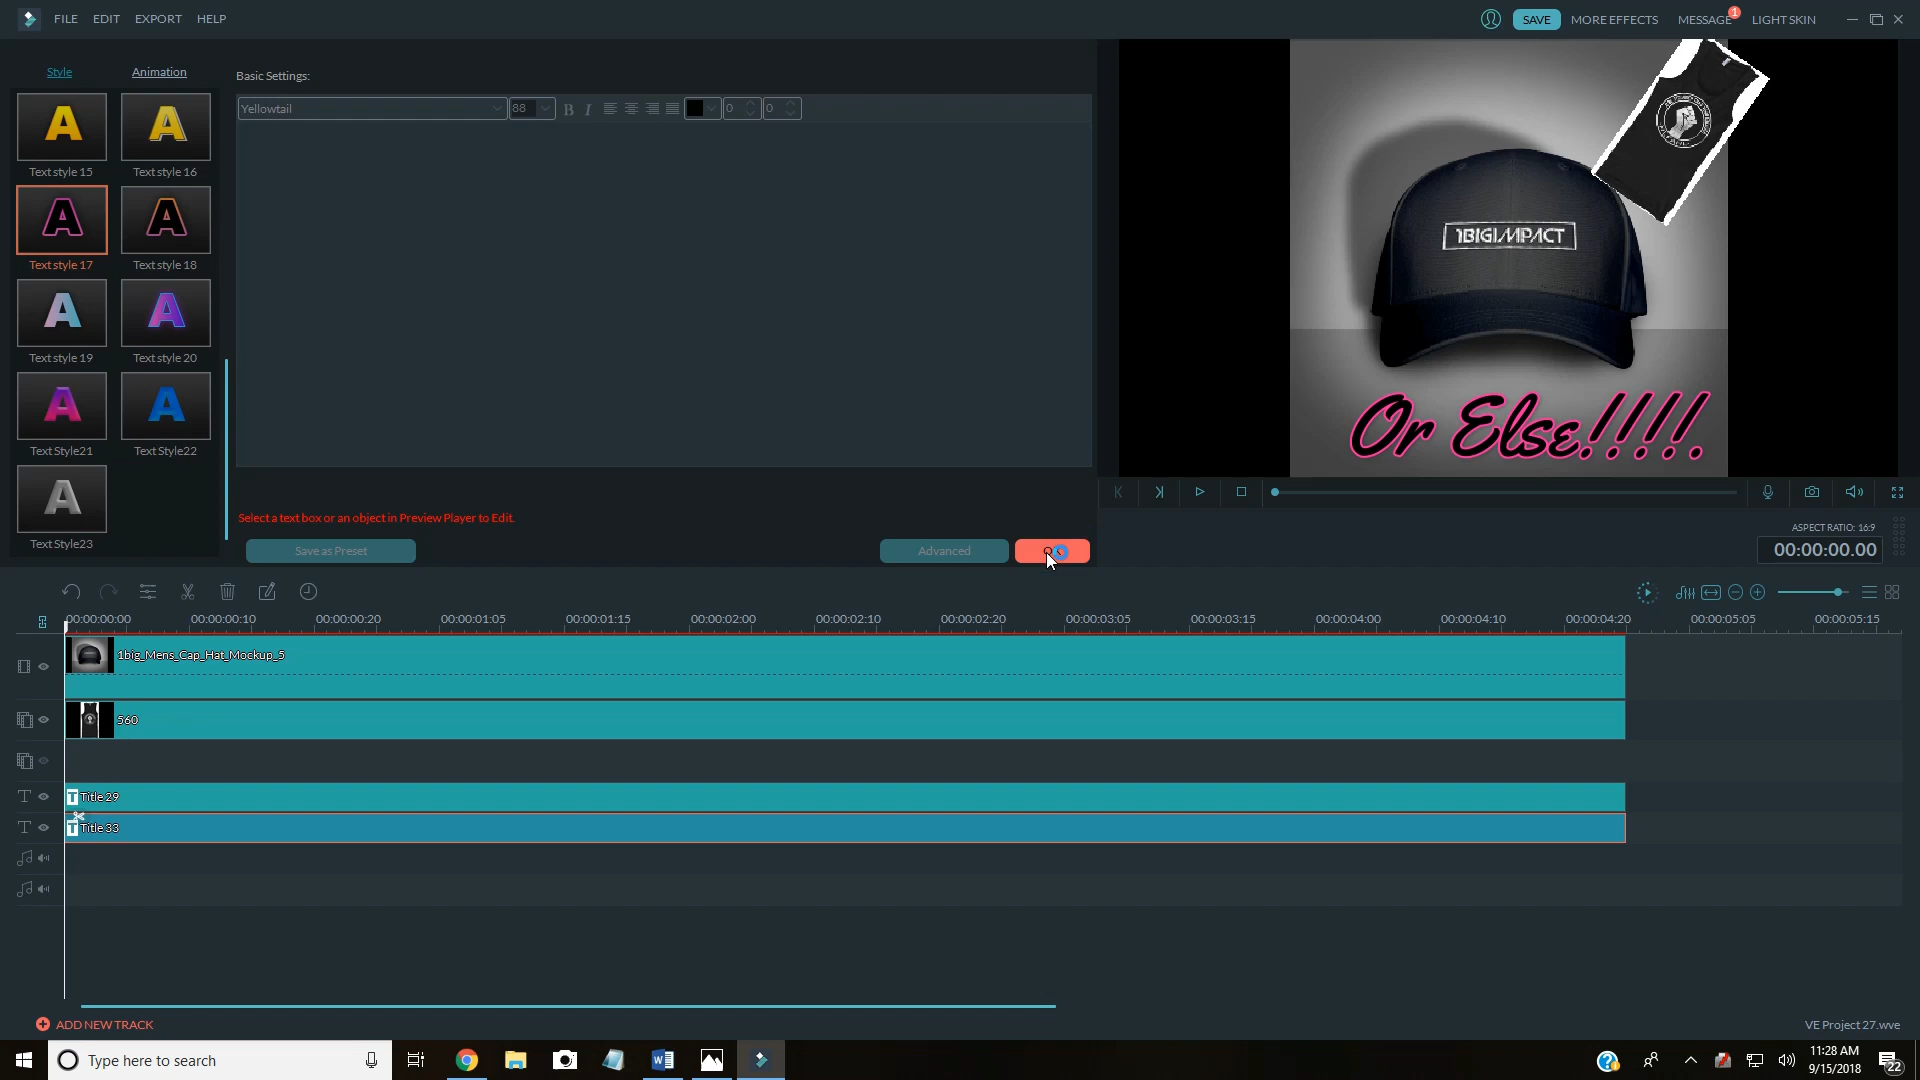 FILE EDIT EXPORT HELP
SAVE MORE EFFECTS MESSAGE 1 LIGHT SKIN
Style Animation
Basic Settings:
Yellowtail 88 B I 0 0
A A
Text style 15 Text style 16
A A
Text style 17 Text style 18
A A
Text style 19 Text style 20
A A
Text Style21 Text Style22
A
Text Style23
1BIGIMPACT
Or Else!!!!
Select a text box or an object in Preview Player to Edit.
Save as Preset Advanced
ASPECT RATIO: 16:9
00:00:00.00
00:00:00:00 00:00:00:10 00:00:00:20 00:00:01:05 00:00:01:15 00:00:02:00 00:00:02:10 00:00:02:20 00:00:03:05 00:00:03:15 00:00:04:00 00:00:04:10 00:00:04:20 00:00:05:05 00:00:05:15
1big_Mens_Cap_Hat_Mockup_5
560
T T Title 29
T T Title 33
ADD NEW TRACK
VE Project 27.wve
Type here to search
11:28 AM
9/15/2018
22